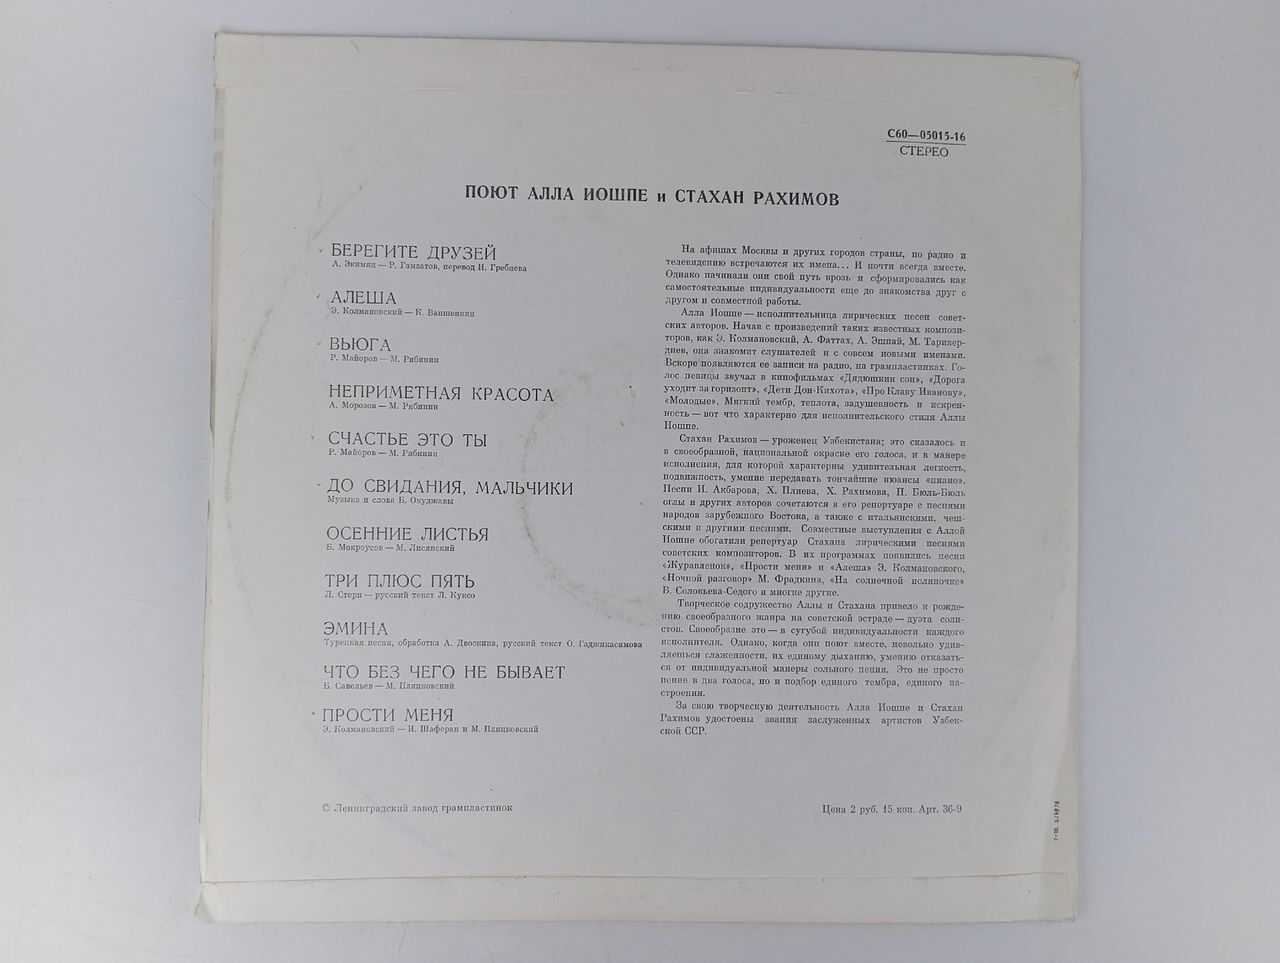 С60—05015-16
СТЕРЕО
ПОЮТ АЛЛА ИОШПЕ и СТАХАН РАХИМОВ
БЕРЕГИТЕ ДРУЗЕЙ
А. Экимян — Р. Гамзатов, перевод Н. Гребнева
АЛЕША
Э. Колмановский — К. Ваншенкин
ВЬЮГА
Р. Майоров — М. Рябинин
НЕПРИМЕТНАЯ КРАСОТА
А. Морозов — М. Рябинин
СЧАСТЬЕ ЭТО ТЫ
Р. Майоров — М. Рябинин
ДО СВИДАНИЯ, МАЛЬЧИКИ
Музыка и слова Б. Окуджавы
ОСЕННИЕ ЛИСТЬЯ
Б. Мокроусов — М. Лисянский
ТРИ ПЛЮС ПЯТЬ
Л. Стерн — русский текст Л. Куксо
ЭМИНА
Турецкая песня, обработка А. Двоскина, русский текст О. Гаджикасимова
ЧТО БЕЗ ЧЕГО НЕ БЫВАЕТ
Б. Савельев — М. Пляцковский
ПРОСТИ МЕНЯ
Э. Колмановский — И. Шаферан и М. Пляцковский
На афишах Москвы и других городов страны, по радио и
телевидению встречаются их имена... И почти всегда вместе.
Однако начинали они свой путь врозь и сформировались как
самостоятельные индивидуальности еще до знакомства друг с
другом и совместной работы.
Алла Иошпе — исполнительница лирических песен совет-
ских авторов. Начав с произведений таких известных компози-
торов, как Э. Колмановский, А. Фаттах, А. Эшпай, М. Таривер-
диев, она знакомит слушателей и с совсем новыми именами.
Вскоре появляются ее записи на радио, на грампластинках. Го-
лос певицы звучал в кинофильмах «Дядюшкин сон», «Дорога
уходит за горизонт», «Дети Дон-Кихота», «Про Клаву Иванову»,
«Молодые». Мягкий тембр, теплота, задушевность и искрен-
ность — вот что характерно для исполнительского стиля Аллы
Иошпе.
Стахан Рахимов — уроженец Узбекистана; это сказалось и
в своеобразной, национальной окраске его голоса, и в манере
исполнения, для которой характерны удивительная легкость,
подвижность, умение передавать тончайшие нюансы «пиано».
Песни И. Акбарова, Х. Плиева, Х. Рахимова, П. Бюль-Бюль
оглы и других авторов сочетаются в его репертуаре с песнями
народов зарубежного Востока, а также с итальянскими, чеш-
скими и другими песнями. Совместные выступления с Аллой
Иошпе обогатили репертуар Стахана лирическими песнями
советских композиторов. В их программах появились песни
«Журавленок», «Прости меня» и «Алеша» Э. Колмановского,
«Ночной разговор» М. Фрадкина, «На солнечной поляночке»
В. Соловьева-Седого и многие другие.
Творческое содружество Аллы и Стахана привело к рожде-
нию своеобразного жанра на советской эстраде — дуэта соли-
стов. Своеобразие это — в сугубой индивидуальности каждого
исполнителя. Однако, когда они поют вместе, невольно удив-
ляешься слаженности, их единому дыханию, умению отказать-
ся от индивидуальной манеры сольного пения. Это не просто
пение в два голоса, но и подбор единого тембра, единого на-
строения.
За свою творческую деятельность Алла Иошпе и Стахан
Рахимов удостоены звания заслуженных артистов Узбек-
ской ССР.
© Ленинградский завод грампластинок
Цена 2 руб. 15 коп. Арт. 36-9